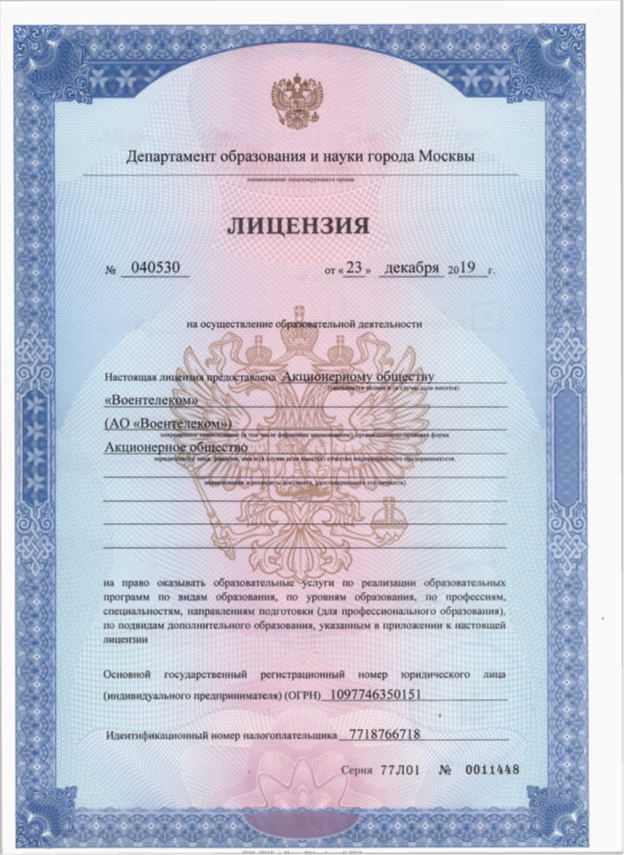 Департамент образования и науки города Москвы
наименование лицензирующего органа
ЛИЦЕНЗИЯ
№ 040530 от « 23 » декабря 2019 г.
на осуществление образовательной деятельности
Настоящая лицензия предоставлена Акционерному обществу
(указываются полное и (в случае если имеется)
«Воентелеком»
(АО «Воентелеком»)
сокращенное наименование (в том числе фирменное наименование), организационно-правовая форма
Акционерное общество
юридического лица, фамилия, имя и (в случае если имеется) отчество индивидуального предпринимателя,
наименование и реквизиты документа, удостоверяющего его личность)
на право оказывать образовательные услуги по реализации образовательных
программ по видам образования, по уровням образования, по профессиям,
специальностям, направлениям подготовки (для профессионального образования),
по подвидам дополнительного образования, указанным в приложении к настоящей
лицензии
Основной государственный регистрационный номер юридического лица
(индивидуального предпринимателя) (ОГРН) 1097746350151
Идентификационный номер налогоплательщика 7718766718
Серия 77Л01 № 0011448